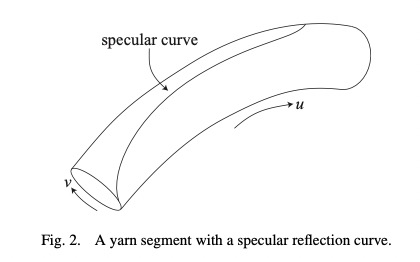 specular curve
u
v
Fig. 2. A yarn segment with a specular reflection curve.